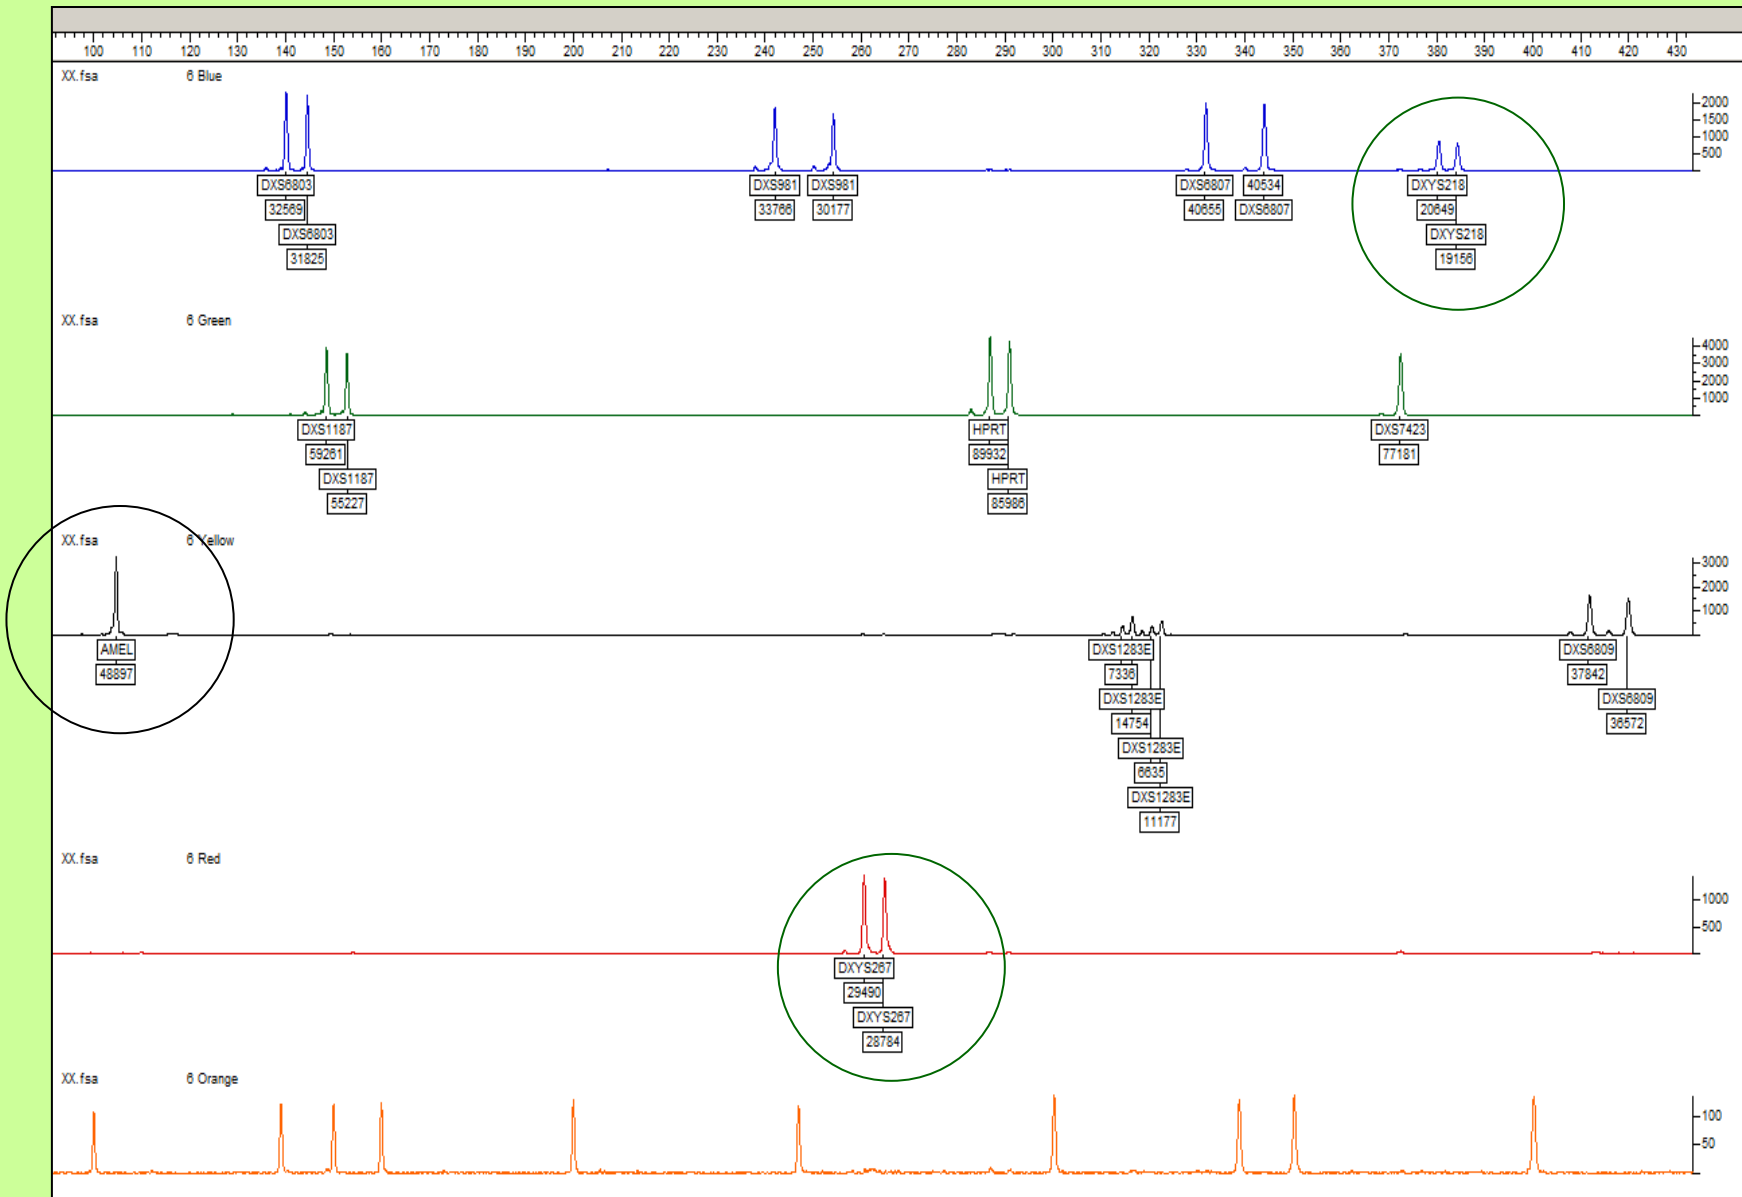 100 110 120 130 140 150 160 170 180 190 200 210 220 230 240 250 260 270 280 290 300 310 320 330 340 350 360 370 380 390 400 410 420 430
XX.fsa 6 Blue
2000
1500
1000
500
DXS6803 DXS981 DXS981 DXS6807 40534 DXYS218
32569 33766 30177 40655 DXS6807 20649
DXS6803 DXYS218
31825 19156
XX.fsa 6 Green
4000
3000
2000
1000
DXS1187 HPRT DXS7423
59261 89932 77181
DXS1187 HPRT
55227 85986
XX.fsa 6 Yellow
3000
2000
1000
AMEL DXS1283E DXS6809
48897 7336 37842
DXS1283E DXS6809
14754 36572
DXS1283E
6635
DXS1283E
11177
XX.fsa 6 Red
1000
500
DXYS267
29490
DXYS267
28784
XX.fsa 6 Orange
100
50